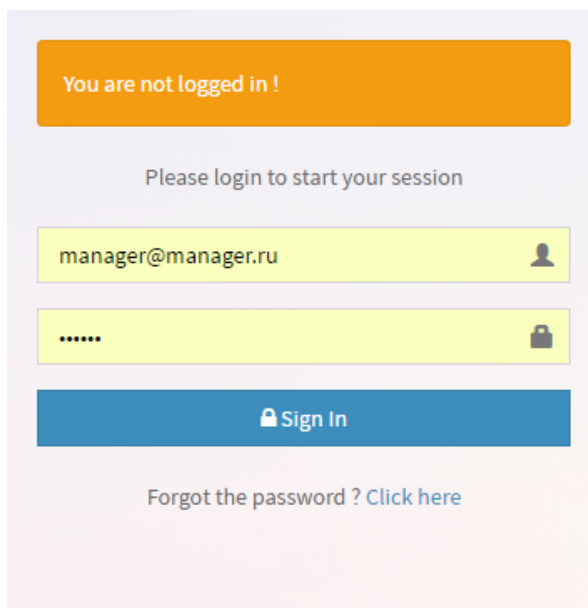 You are not logged in !
Please login to start your session
manager@manager.ru
••••••
Sign In
Forgot the password ? Click here